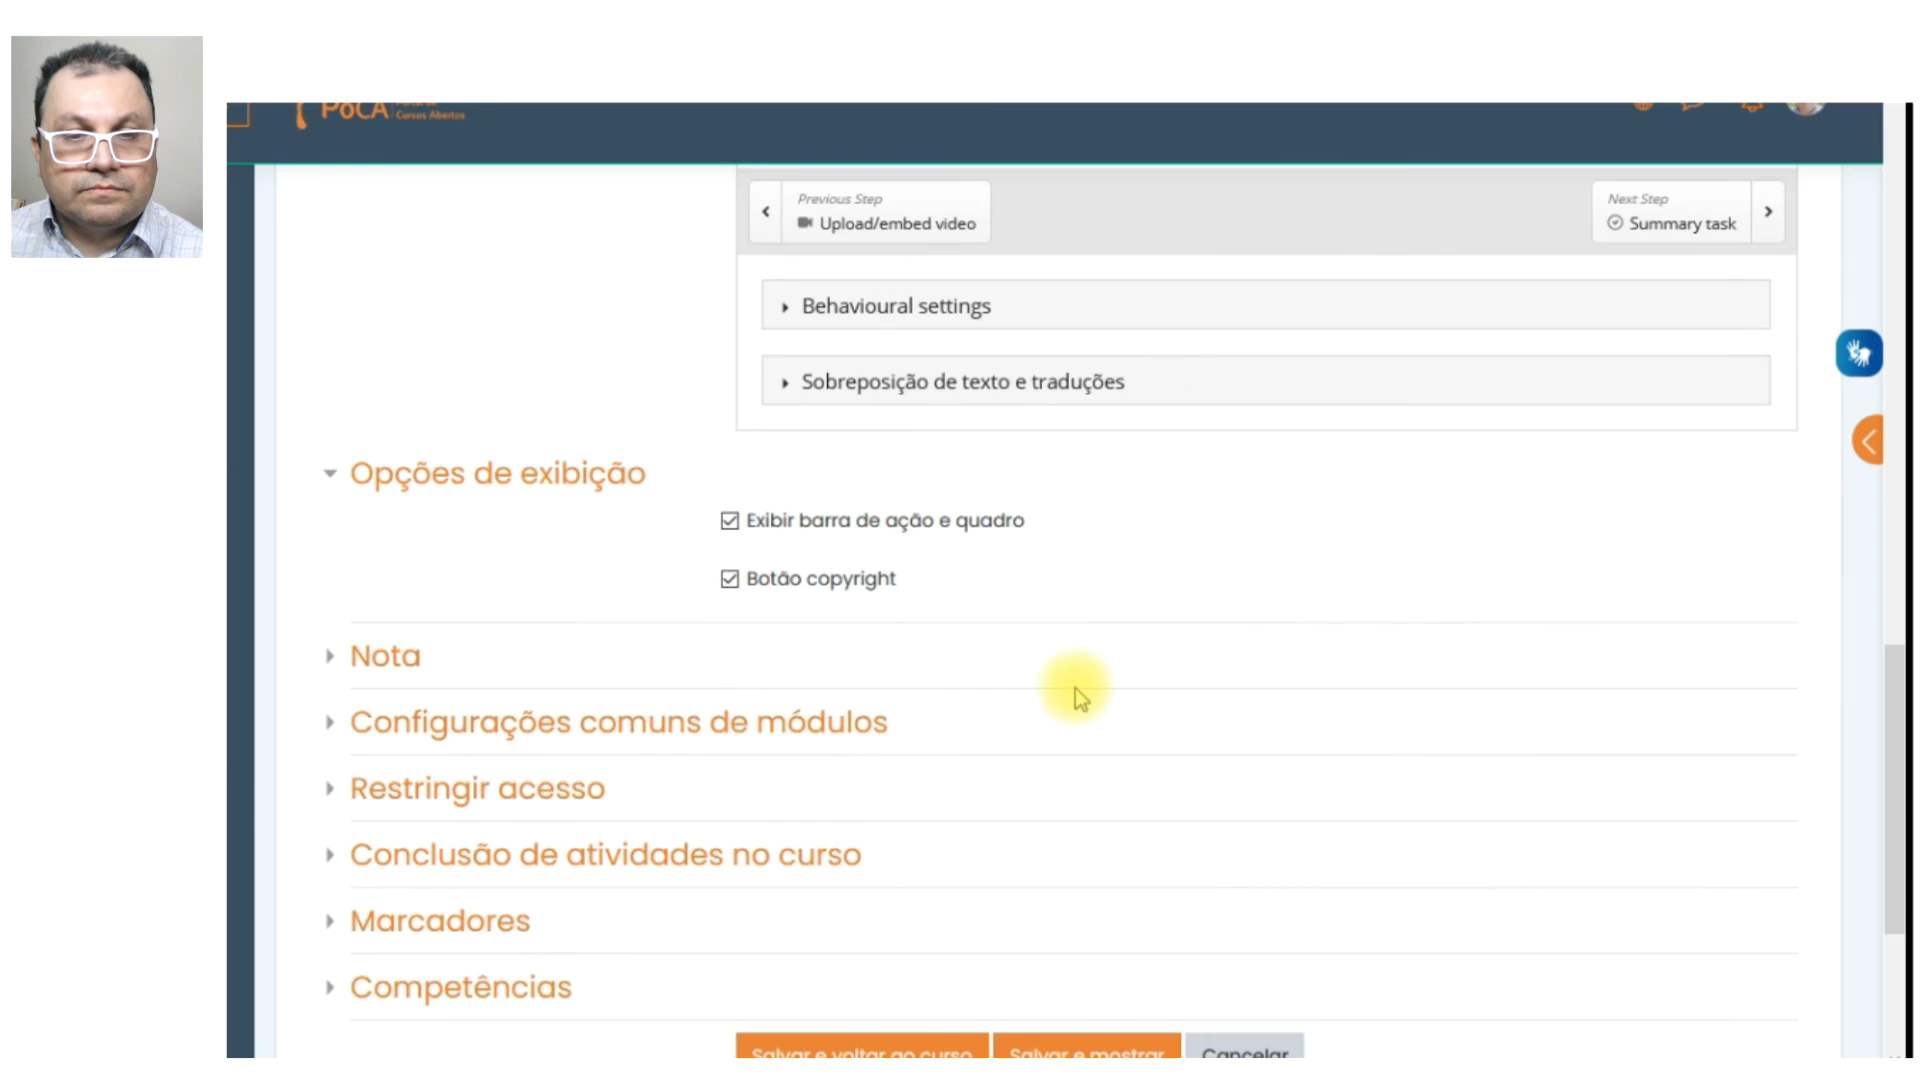 PoCA
Cursos Abertos
Previous Step
Upload/embed video
Next Step
Summary task
Behavioural settings
Sobreposição de texto e traduções
Opções de exibição
Exibir barra de ação e quadro
Botão copyright
Nota
Configurações comuns de módulos
Restringir acesso
Conclusão de atividades no curso
Marcadores
Competências
Salvar e voltar ao curso
Salvar e mostrar
Cancelar